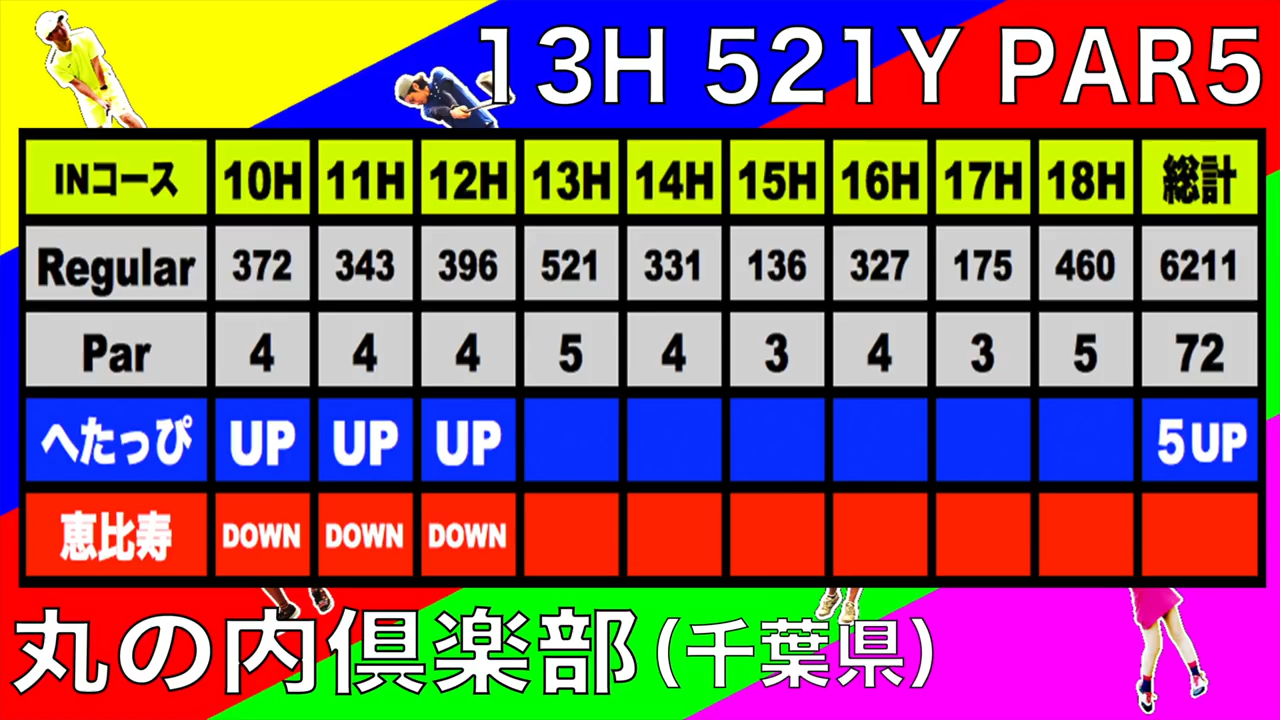 13H 521Y PAR5
INコース 10H 11H 12H 13H 14H 15H 16H 17H 18H 総計
Regular 372 343 396 521 331 136 327 175 460 6211
Par 4 4 4 5 4 3 4 3 5 72
へたっぴ UP UP UP 5UP
恵比寿 DOWN DOWN DOWN
丸の内倶楽部(千葉県)